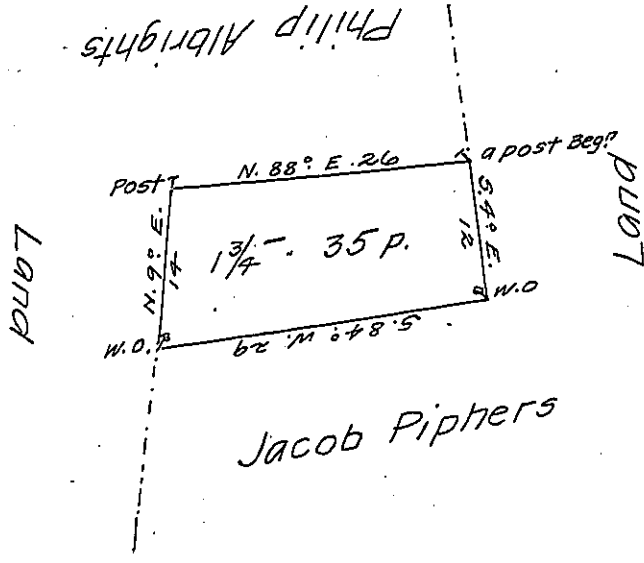 Philip Albrights
Land
a post Beg.n
Post
N. 88° E. 26
S. 4° E.
12
N. 6° E.
14
1 3/4 - 35 p.
W.O
W.O.
S. 84° W. 29
Jacob Piphers
Land